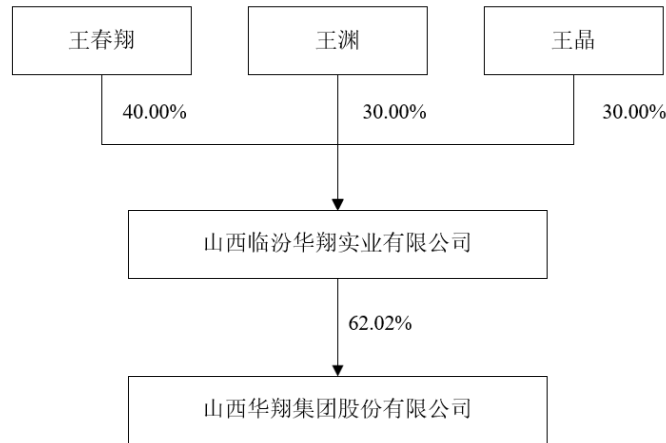 王春翔
王渊
王晶
40.00%
30.00%
30.00%
山西临汾华翔实业有限公司
62.02%
山西华翔集团股份有限公司